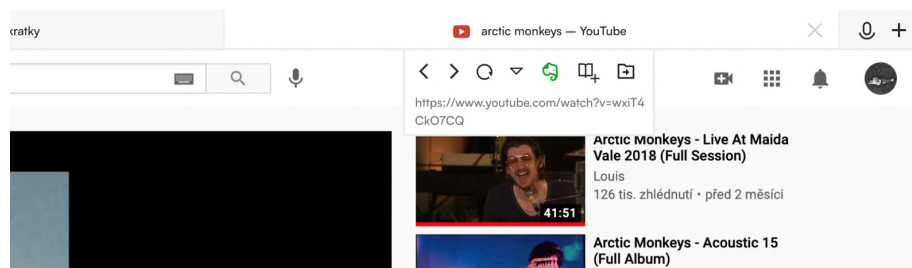 kratky
arctic monkeys — YouTube
https://www.youtube.com/watch?v=wxiT4
CkO7CQ
Arctic Monkeys - Live At Maida
Vale 2018 (Full Session)
Louis
126 tis. zhlédnutí • před 2 měsíci
41:51
Arctic Monkeys - Acoustic 15
(Full Album)